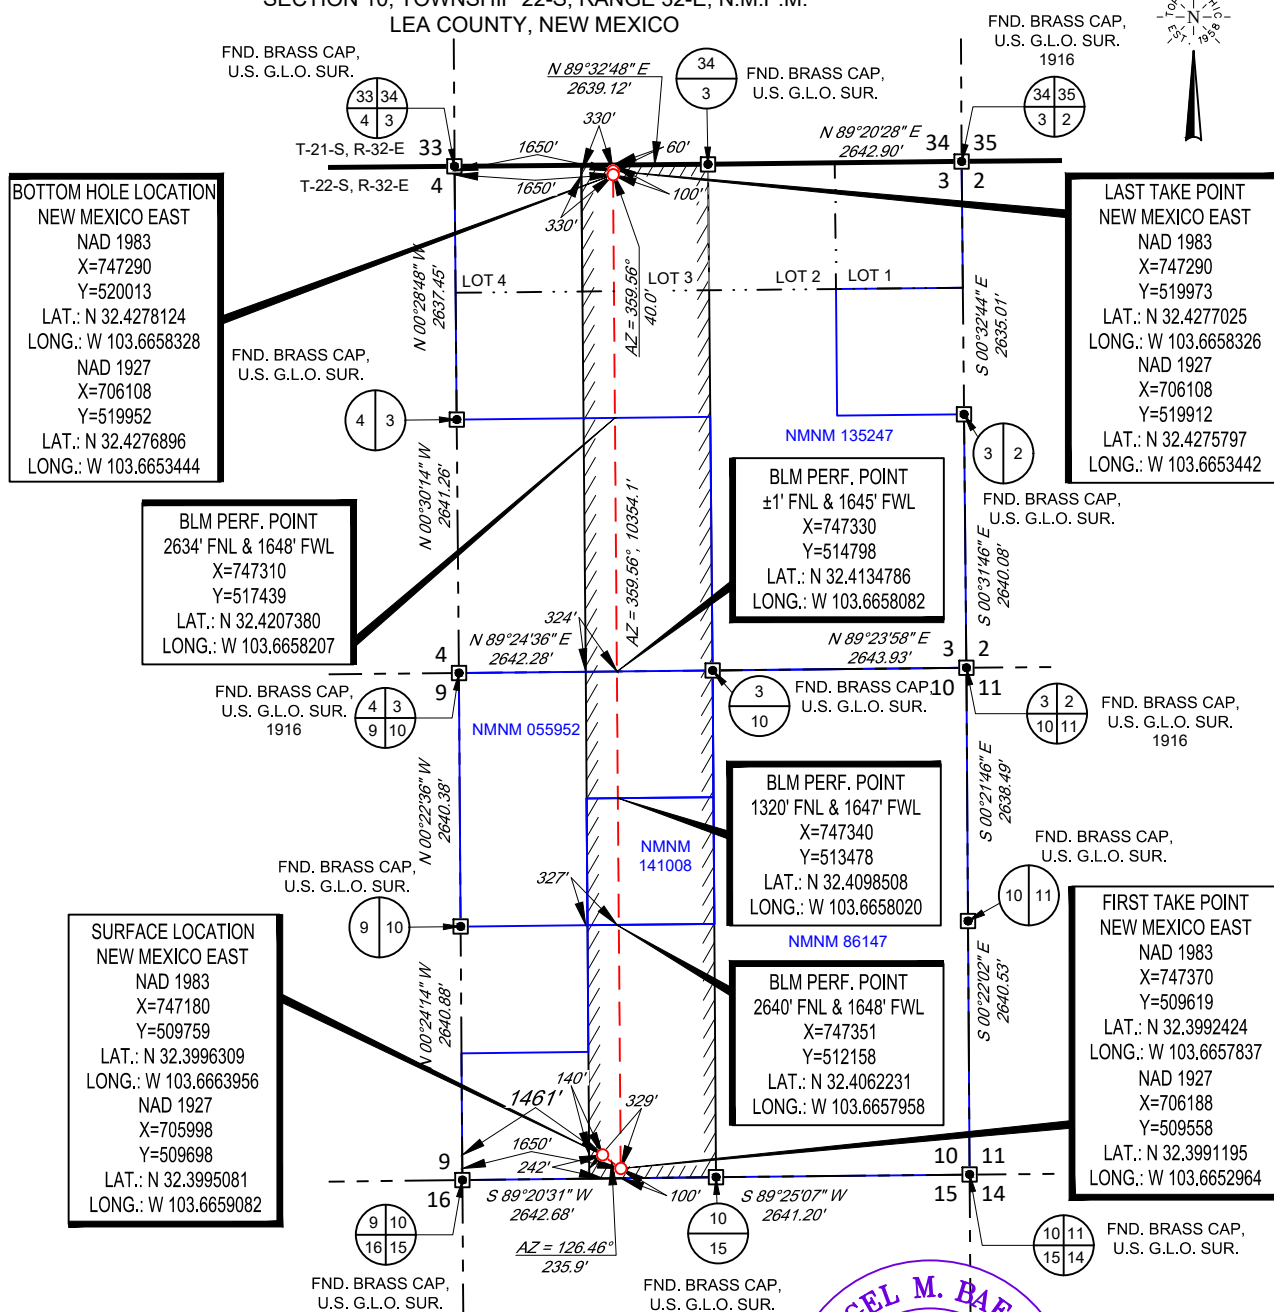 SECTION 10, TOWNSHIP 22-S, RANGE 32-E, N.M.P.M.
LEA COUNTY, NEW MEXICO
EST. 1958
N
FND. BRASS CAP,
U.S. G.L.O. SUR.
33 34
4 3
N 89°32'48" E
2639.12'
34
3
FND. BRASS CAP,
U.S. G.L.O. SUR.
FND. BRASS CAP,
U.S. G.L.O. SUR.
1916
34 35
3 2
N 89°20'28" E
2642.90'
T-21-S, R-32-E
T-22-S, R-32-E
33
4
34 35
3 2
1650'
1650'
330'
330'
60'
100'
BOTTOM HOLE LOCATION
NEW MEXICO EAST
NAD 1983
X=747290
Y=520013
LAT.: N 32.4278124
LONG.: W 103.6658328
NAD 1927
X=706108
Y=519952
LAT.: N 32.4276896
LONG.: W 103.6653444
LAST TAKE POINT
NEW MEXICO EAST
NAD 1983
X=747290
Y=519973
LAT.: N 32.4277025
LONG.: W 103.6658326
NAD 1927
X=706108
Y=519912
LAT.: N 32.4275797
LONG.: W 103.6653442
LOT 4
LOT 3
LOT 2
LOT 1
N 00°28'48" W
2637.45'
AZ = 359.56°
40.0'
S 00°32'44" E
2635.01'
FND. BRASS CAP,
U.S. G.L.O. SUR.
4 3
NMNM 135247
3 2
FND. BRASS CAP,
U.S. G.L.O. SUR.
BLM PERF. POINT
2634' FNL & 1648' FWL
X=747310
Y=517439
LAT.: N 32.4207380
LONG.: W 103.6658207
N 00°30'14" W
2641.26'
AZ = 359.56°, 10354.1'
BLM PERF. POINT
±1' FNL & 1645' FWL
X=747330
Y=514798
LAT.: N 32.4134786
LONG.: W 103.6658082
S 00°31'46" E
2640.08'
324'
N 89°24'36" E
2642.28'
N 89°23'58" E
2643.93'
4
9
3 2
10 11
FND. BRASS CAP,
U.S. G.L.O. SUR.
1916
4 3
9 10
3
10
FND. BRASS CAP,
U.S. G.L.O. SUR.
3 2
10 11
FND. BRASS CAP,
U.S. G.L.O. SUR.
1916
NMNM 055952
N 00°22'36" W
2640.38'
BLM PERF. POINT
1320' FNL & 1647' FWL
X=747340
Y=513478
LAT.: N 32.4098508
LONG.: W 103.6658020
S 00°21'46" E
2638.49'
NMNM
141008
FND. BRASS CAP,
U.S. G.L.O. SUR.
9 10
327'
FND. BRASS CAP,
U.S. G.L.O. SUR.
10 11
NMNM 86147
SURFACE LOCATION
NEW MEXICO EAST
NAD 1983
X=747180
Y=509759
LAT.: N 32.3996309
LONG.: W 103.6663956
NAD 1927
X=705998
Y=509698
LAT.: N 32.3995081
LONG.: W 103.6659082
N 00°24'14" W
2640.88'
BLM PERF. POINT
2640' FNL & 1648' FWL
X=747351
Y=512158
LAT.: N 32.4062231
LONG.: W 103.6657958
S 00°22'02" E
2640.53'
FIRST TAKE POINT
NEW MEXICO EAST
NAD 1983
X=747370
Y=509619
LAT.: N 32.3992424
LONG.: W 103.6657837
NAD 1927
X=706188
Y=509558
LAT.: N 32.3991195
LONG.: W 103.6652964
140'
1461'
329'
1650'
242'
100'
9
16
10 11
15 14
S 89°20'31" W
2642.68'
S 89°25'07" W
2641.20'
9 10
16 15
AZ = 126.46°
235.9'
10
15
10 11
15 14
FND. BRASS CAP,
U.S. G.L.O. SUR.
FND. BRASS CAP,
U.S. G.L.O. SUR.
FND. BRASS CAP,
U.S. G.L.O. SUR.
M.